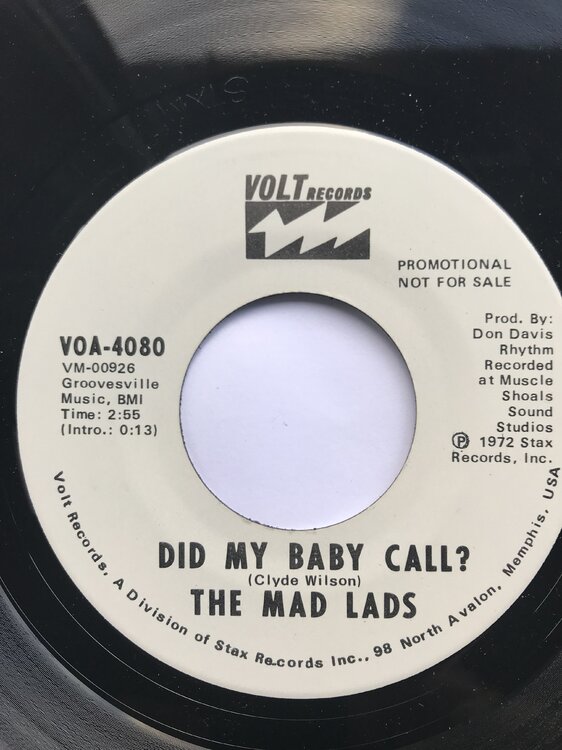 STAX
VOLT RECORDS
PROMOTIONAL
NOT FOR SALE
VOA-4080
VM-00926
Groovesville
Music, BMI
Time: 2:55
(Intro.: 0:13)
Prod. By:
Don Davis
Rhythm
Recorded
at Muscle
Shoals
Sound
Studios
Ⓟ 1972 Stax
Records, Inc.
DID MY BABY CALL?
(Clyde Wilson)
THE MAD LADS
Volt Records, A Division of Stax Records Inc., 98 North Avalon, Memphis, USA